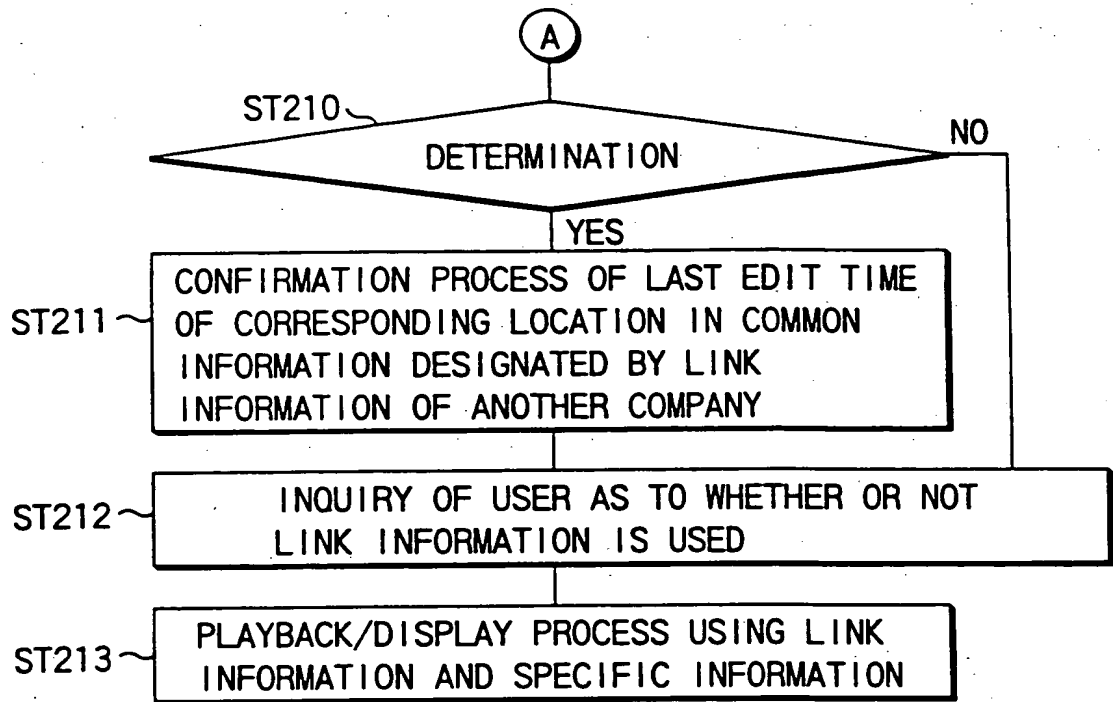 A
ST210
DETERMINATION
NO
YES
ST211
CONFIRMATION PROCESS OF LAST EDIT TIME
OF CORRESPONDING LOCATION IN COMMON
INFORMATION DESIGNATED BY LINK
INFORMATION OF ANOTHER COMPANY
ST212
INQUIRY OF USER AS TO WHETHER OR NOT
LINK INFORMATION IS USED
ST213
PLAYBACK/DISPLAY PROCESS USING LINK
INFORMATION AND SPECIFIC INFORMATION